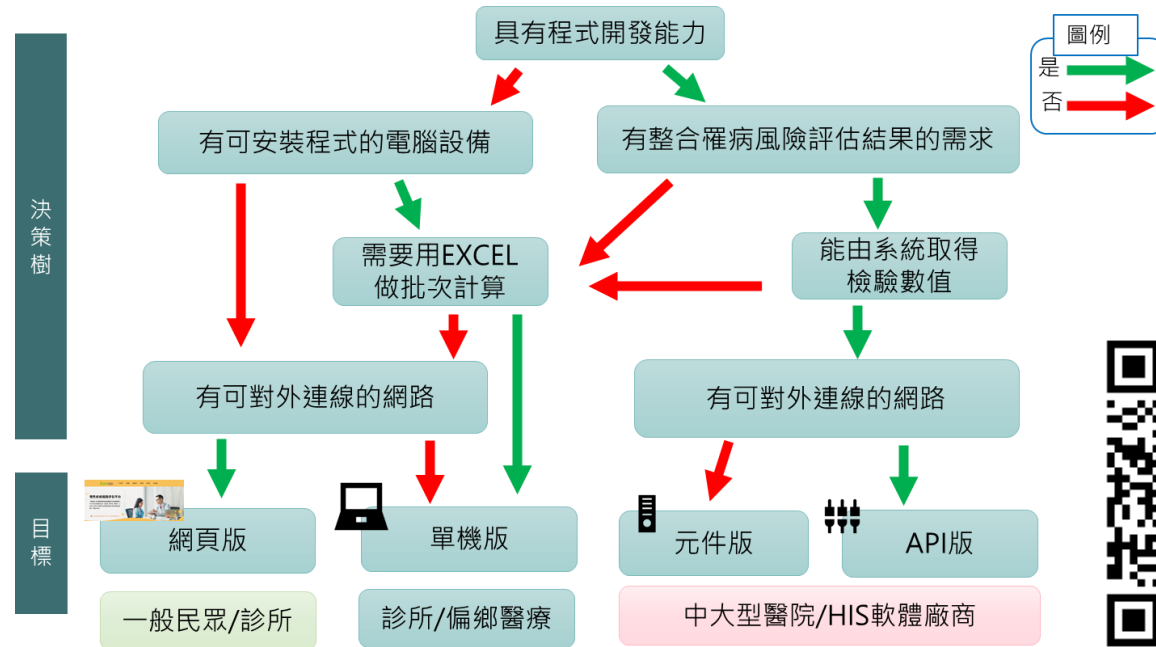 具有程式開發能力
圖例
是
否
有可安裝程式的電腦設備
有整合罹病風險評估結果的需求
決策樹
需要用EXCEL
做批次計算
能由系統取得
檢驗數值
有可對外連線的網路
有可對外連線的網路
目標
網頁版
單機版
元件版
API版
一般民眾/診所
診所/偏鄉醫療
中大型醫院/HIS軟體廠商